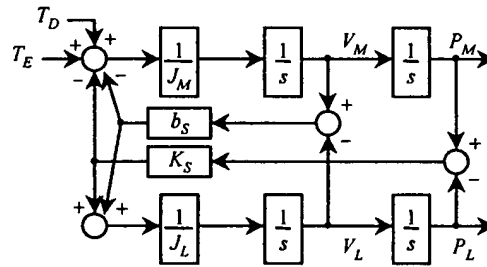 T_D
T_E + + - -
1 J_M
1 s
V_M
1 s
P_M
b_S
+ -
K_S
+ -
+ +
1 J_L
1 s
V_L
1 s
P_L